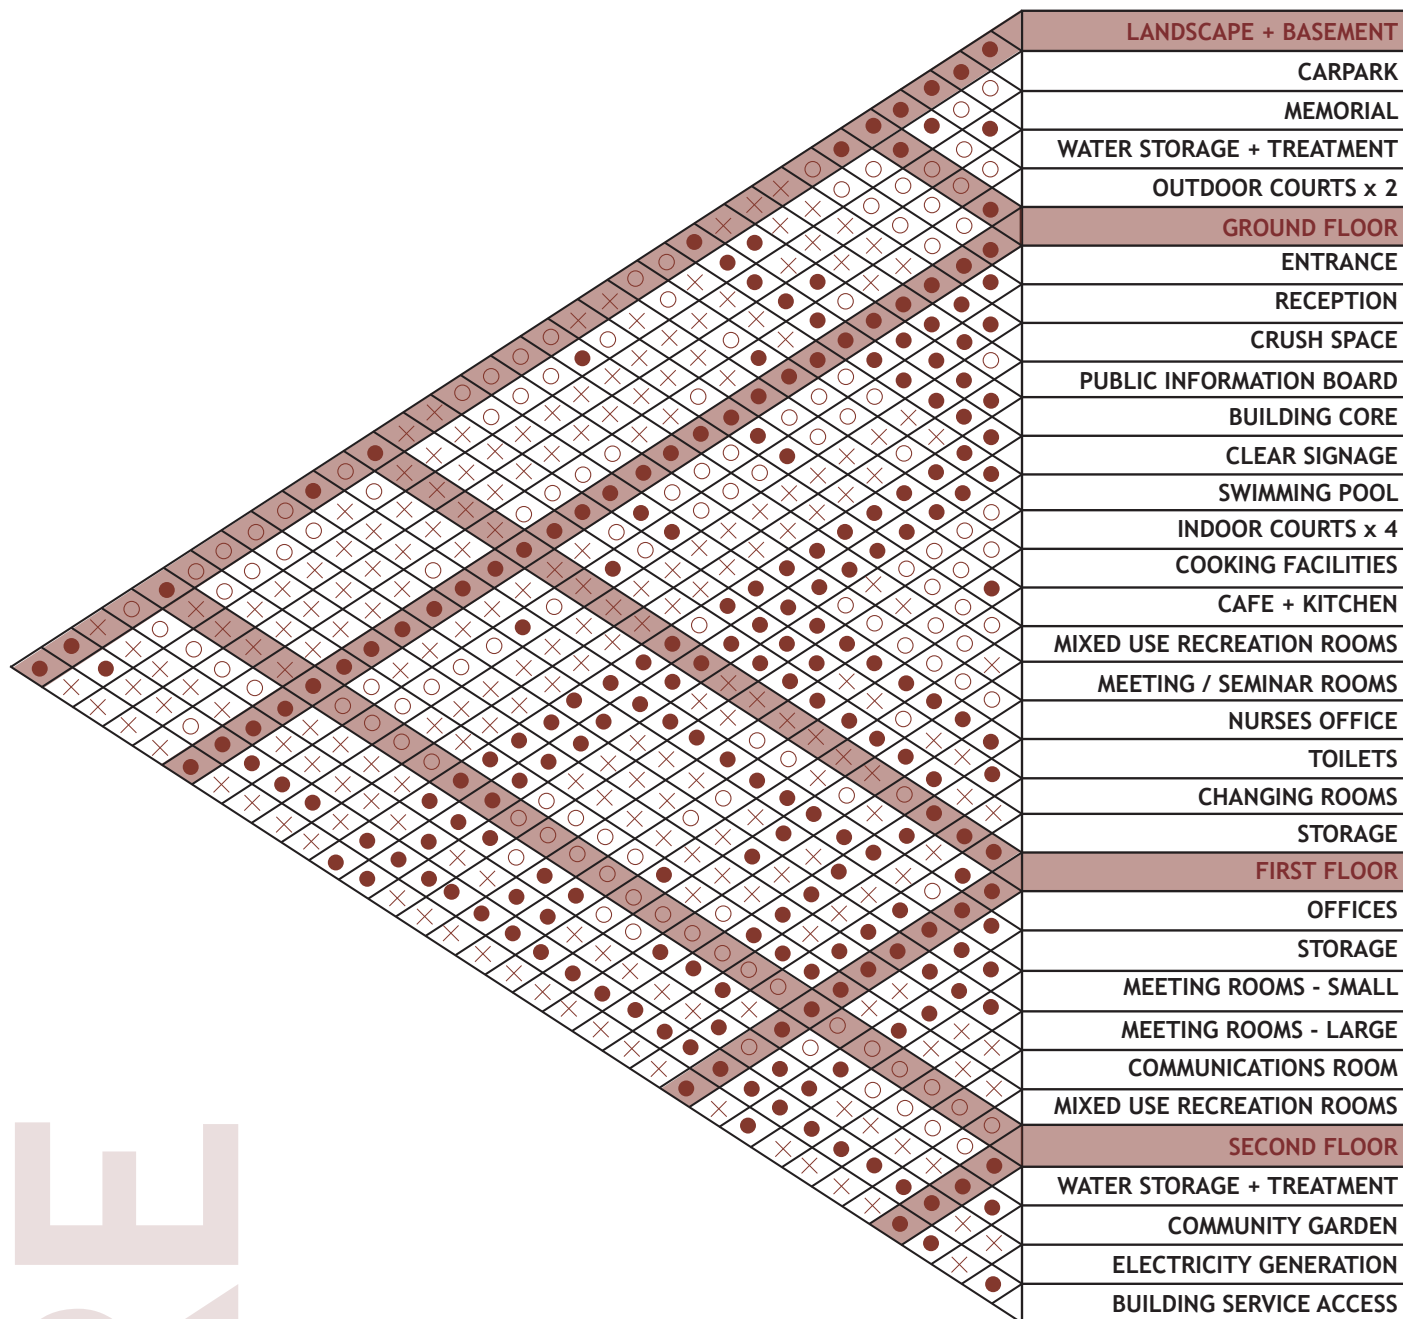 LANDSCAPE + BASEMENT
CARPARK
MEMORIAL
WATER STORAGE + TREATMENT
OUTDOOR COURTS x 2
GROUND FLOOR
ENTRANCE
RECEPTION
CRUSH SPACE
PUBLIC INFORMATION BOARD
BUILDING CORE
CLEAR SIGNAGE
SWIMMING POOL
INDOOR COURTS x 4
COOKING FACILITIES
CAFE + KITCHEN
MIXED USE RECREATION ROOMS
MEETING / SEMINAR ROOMS
NURSES OFFICE
TOILETS
CHANGING ROOMS
STORAGE
FIRST FLOOR
OFFICES
STORAGE
MEETING ROOMS - SMALL
MEETING ROOMS - LARGE
COMMUNICATIONS ROOM
MIXED USE RECREATION ROOMS
SECOND FLOOR
WATER STORAGE + TREATMENT
COMMUNITY GARDEN
ELECTRICITY GENERATION
BUILDING SERVICE ACCESS
RE